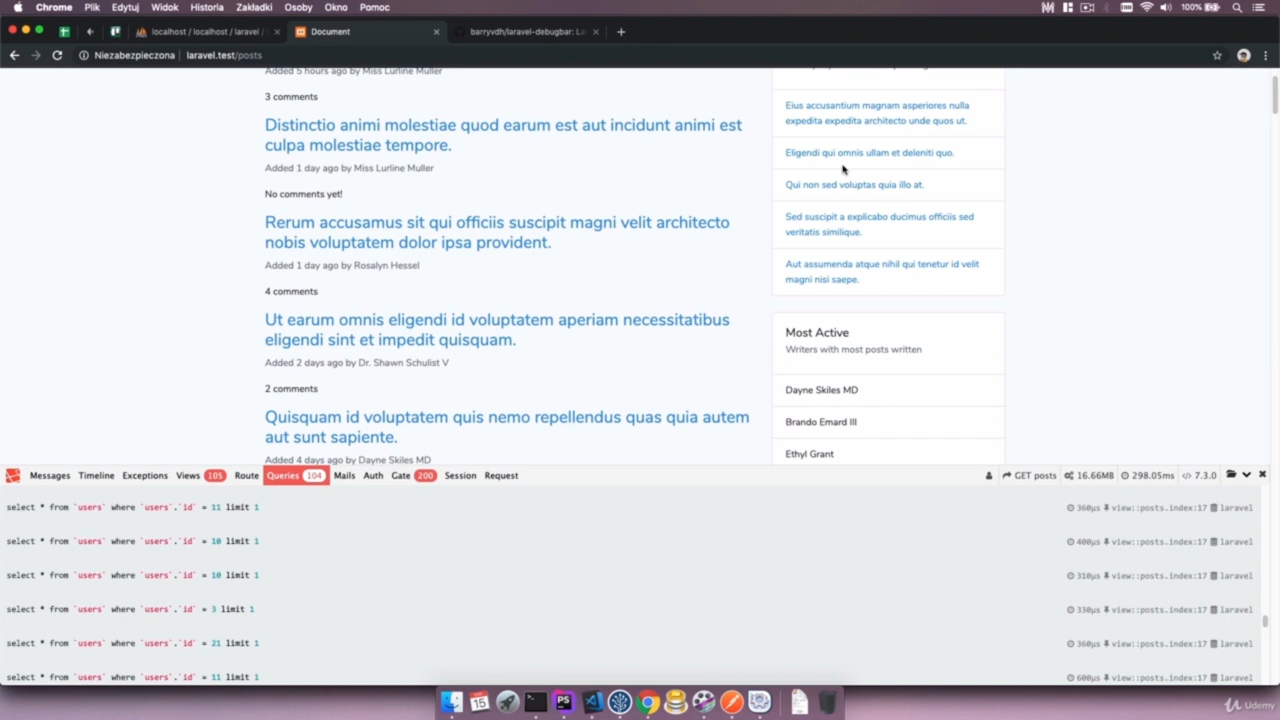 Chrome Plik Edytuj Widok Historia Zakładki Osoby Okno Pomoc 100%
localhost / localhost / laravel / Document barryvdh/laravel-debugbar: La
Niezabezpieczona laravel.test/posts
Added 5 hours ago by Miss Lurline Muller
3 comments
Distinctio animi molestiae quod earum est aut incidunt animi est
culpa molestiae tempore.
Added 1 day ago by Miss Lurline Muller
No comments yet!
Rerum accusamus sit qui officiis suscipit magni velit architecto
nobis voluptatem dolor ipsa provident.
Added 1 day ago by Rosalyn Hessel
4 comments
Ut earum omnis eligendi id voluptatem aperiam necessitatibus
eligendi sint et impedit quisquam.
Added 2 days ago by Dr. Shawn Schulist V
2 comments
Quisquam id voluptatem quis nemo repellendus quas quia autem
aut sunt sapiente.
Added 4 days ago by Dayne Skiles MD
Eius accusantium magnam asperiores nulla
expedita expedita architecto unde quos ut.
Eligendi qui omnis ullam et deleniti quo.
Qui non sed voluptas quia illo at.
Sed suscipit a explicabo ducimus officiis sed
veritatis similique.
Aut assumenda atque nihil qui tenetur id velit
magni nisi saepe.
Most Active
Writers with most posts written
Dayne Skiles MD
Brando Emard III
Ethyl Grant
Messages Timeline Exceptions Views 105 Route Queries 104 Mails Auth Gate 200 Session Request GET posts 16.66MB 298.05ms 7.3.0
select * from `users` where `users`.`id` = 11 limit 1 360μs view::posts.index:17 laravel
select * from `users` where `users`.`id` = 10 limit 1 400μs view::posts.index:17 laravel
select * from `users` where `users`.`id` = 10 limit 1 310μs view::posts.index:17 laravel
select * from `users` where `users`.`id` = 3 limit 1 330μs view::posts.index:17 laravel
select * from `users` where `users`.`id` = 21 limit 1 360μs view::posts.index:17 laravel
select * from `users` where `users`.`id` = 11 limit 1 600μs view::posts.index:17 laravel
15 PS
Udemy